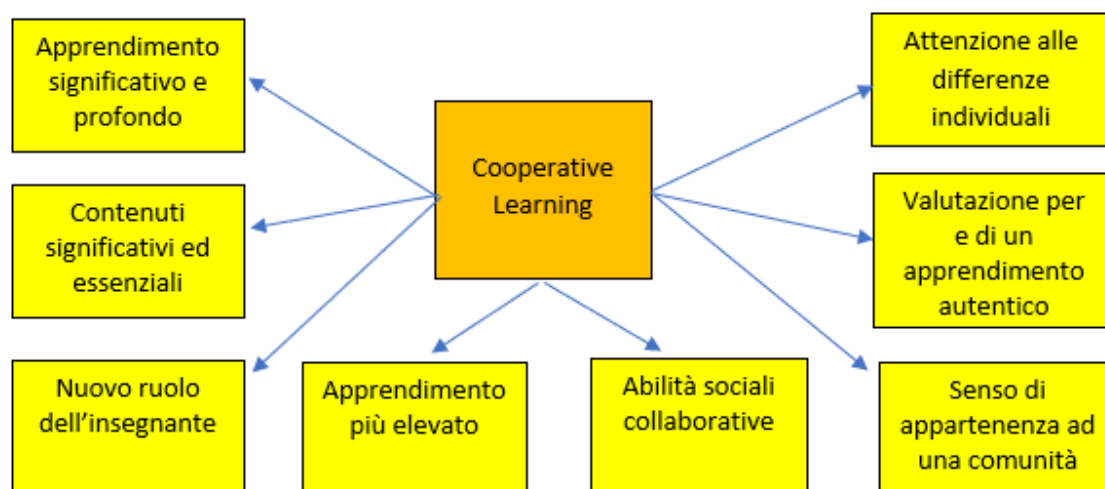 Apprendimento
significativo e
profondo
Cooperative
Learning
Attenzione alle
differenze
individuali
Contenuti
significativi ed
essenziali
Valutazione per
e di un
apprendimento
autentico
Nuovo ruolo
dell’insegnante
Apprendimento
più elevato
Abilità sociali
collaborative
Senso di
appartenenza ad
una comunità